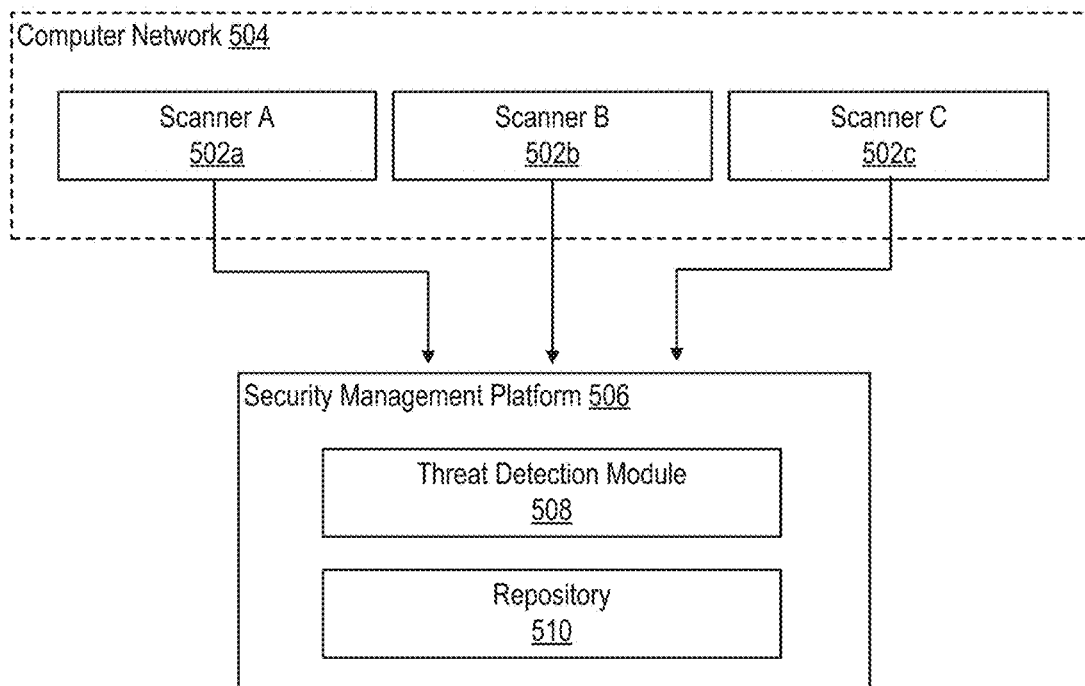 Computer Network 504
Scanner A
502a
Scanner B
502b
Scanner C
502c
Security Management Platform 506
Threat Detection Module
508
Repository
510